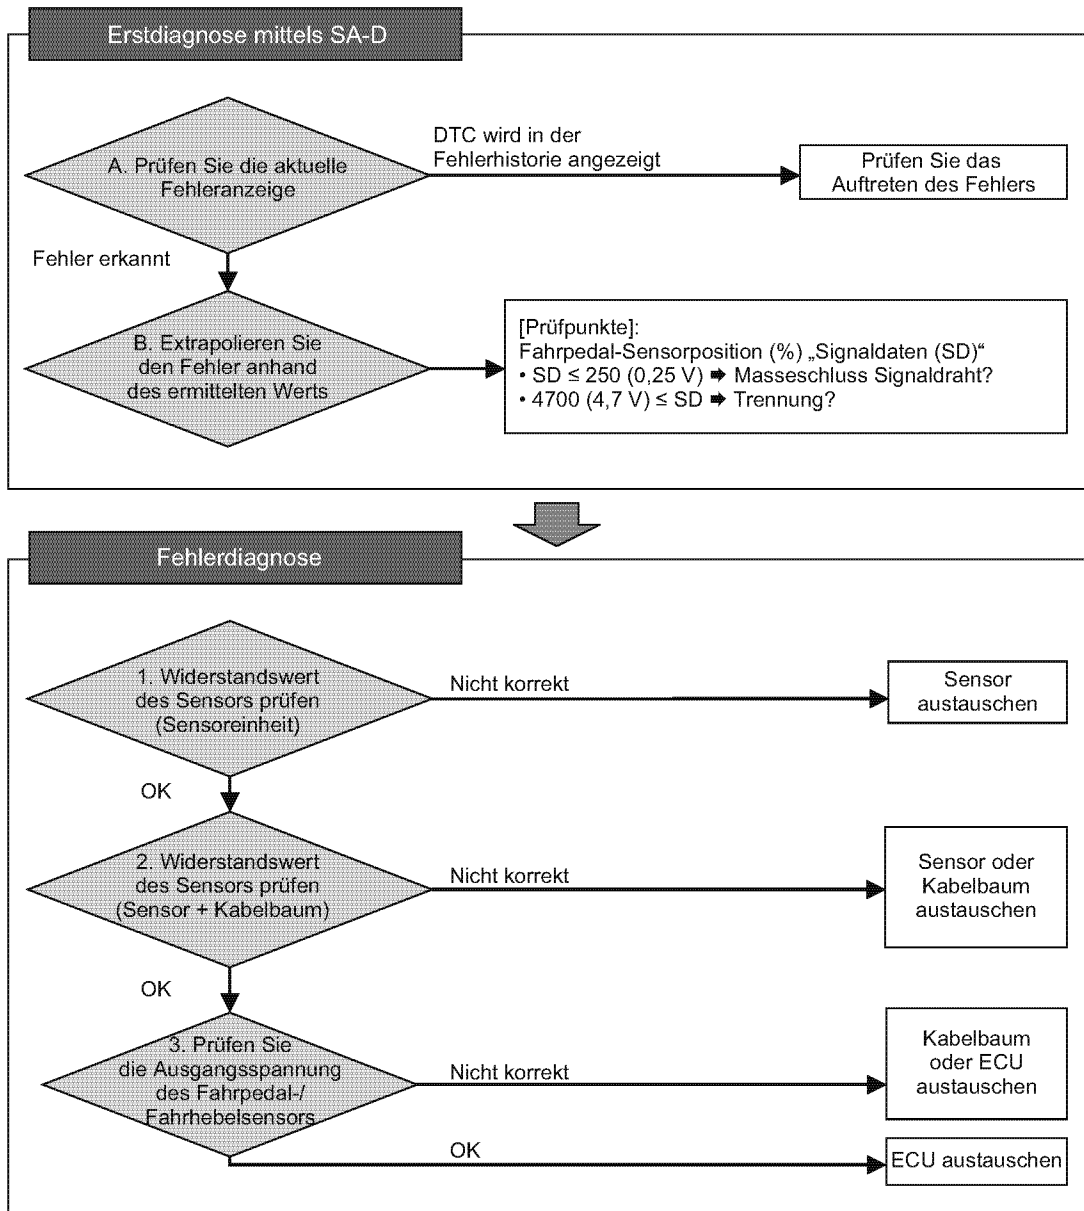 Erstdiagnose mittels SA-D
A. Prüfen Sie die aktuelle
Fehleranzeige
DTC wird in der
Fehlerhistorie angezeigt
Prüfen Sie das
Auftreten des Fehlers
Fehler erkannt
B. Extrapolieren Sie
den Fehler anhand
des ermittelten Werts
[Prüfpunkte]:
Fahrpedal-Sensorposition (%) „Signaldaten (SD)“
• SD ≤ 250 (0,25 V) ➡ Masseschluss Signaldraht?
• 4700 (4,7 V) ≤ SD ➡ Trennung?
Fehlerdiagnose
1. Widerstandswert
des Sensors prüfen
(Sensoreinheit)
Nicht korrekt
Sensor
austauschen
OK
2. Widerstandswert
des Sensors prüfen
(Sensor + Kabelbaum)
Nicht korrekt
Sensor oder
Kabelbaum
austauschen
OK
3. Prüfen Sie
die Ausgangsspannung
des Fahrpedal-/
Fahrhebelsensors
Nicht korrekt
Kabelbaum
oder ECU
austauschen
OK
ECU austauschen